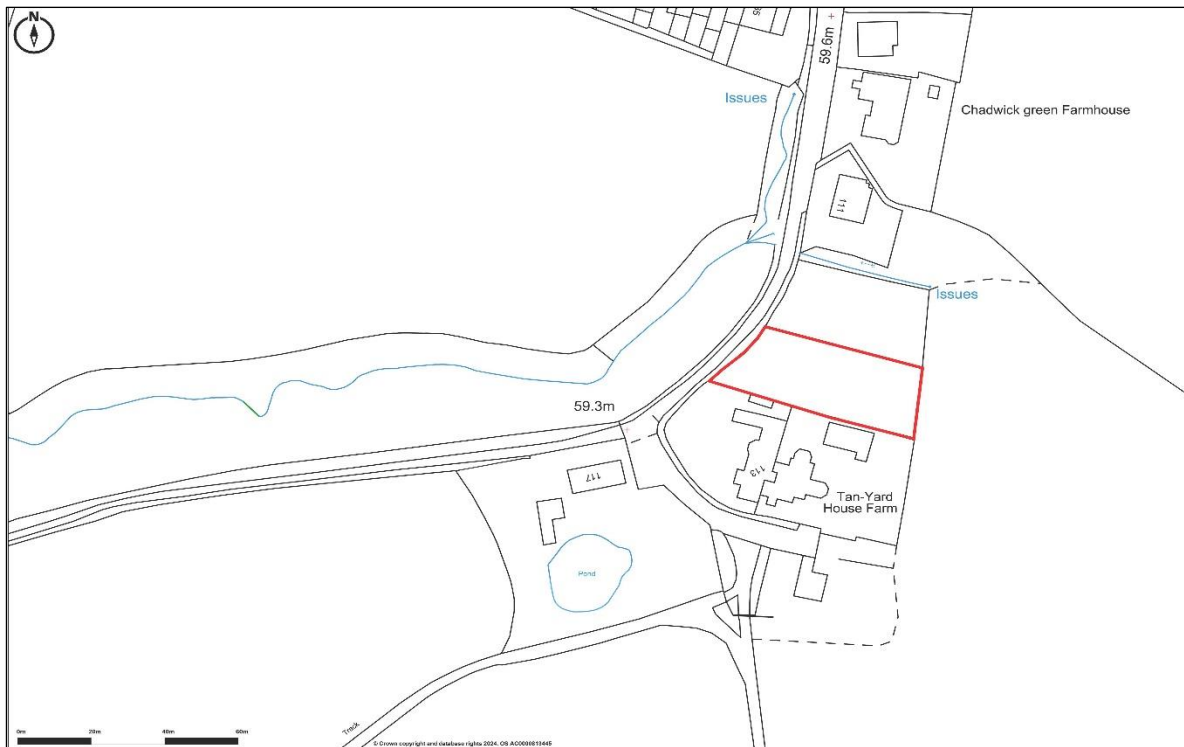 N
59.6m
Issues
Chadwick green Farmhouse
111
Issues
59.3m
117
113
Tan-Yard
House Farm
Pond
Track
0m 20m 40m 60m
© Crown copyright and database rights 2024. OS AC0000813445